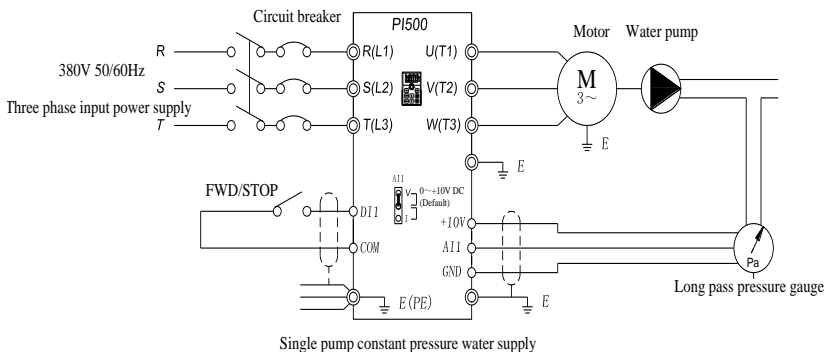 Circuit breaker
PI500
Motor Water pump
R R(L1) U(T1)
380V 50/60Hz
S S(L2) V(T2) M 3~
Three phase input power supply
T T(L3) W(T3)
E
E
AI1
FWD/STOP V 0~+10V DC
(Default)
I
DI1 +10V
COM AI1
GND Pa
Long pass pressure gauge
E(PE) E
Single pump constant pressure water supply